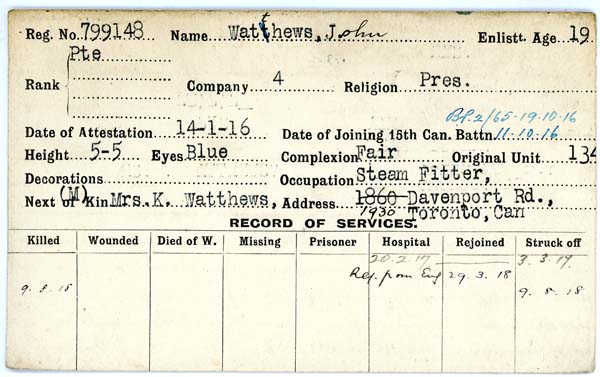 Reg. No. 799148 Name Watthews, John Enlistt. Age 19
Rank Pte Company 4 Religion Pres.
B.P.2/65-19-10-16
Date of Attestation 14-1-16 Date of Joining 15th Can. Battn. 11.10.16
Height 5-5 Eyes Blue Complexion Fair Original Unit 134
Decorations Occupation Steam Fitter,
Next of Kin (M) Mrs. K. Watthews, Address 1860 Davenport Rd.,
1930 Toronto, Can
RECORD OF SERVICES.
Killed Wounded Died of W. Missing Prisoner Hospital Rejoined Struck off
20.2.17 3.3.17.
Rej. from Eng 29.3.18
9.8.18 9.8.18